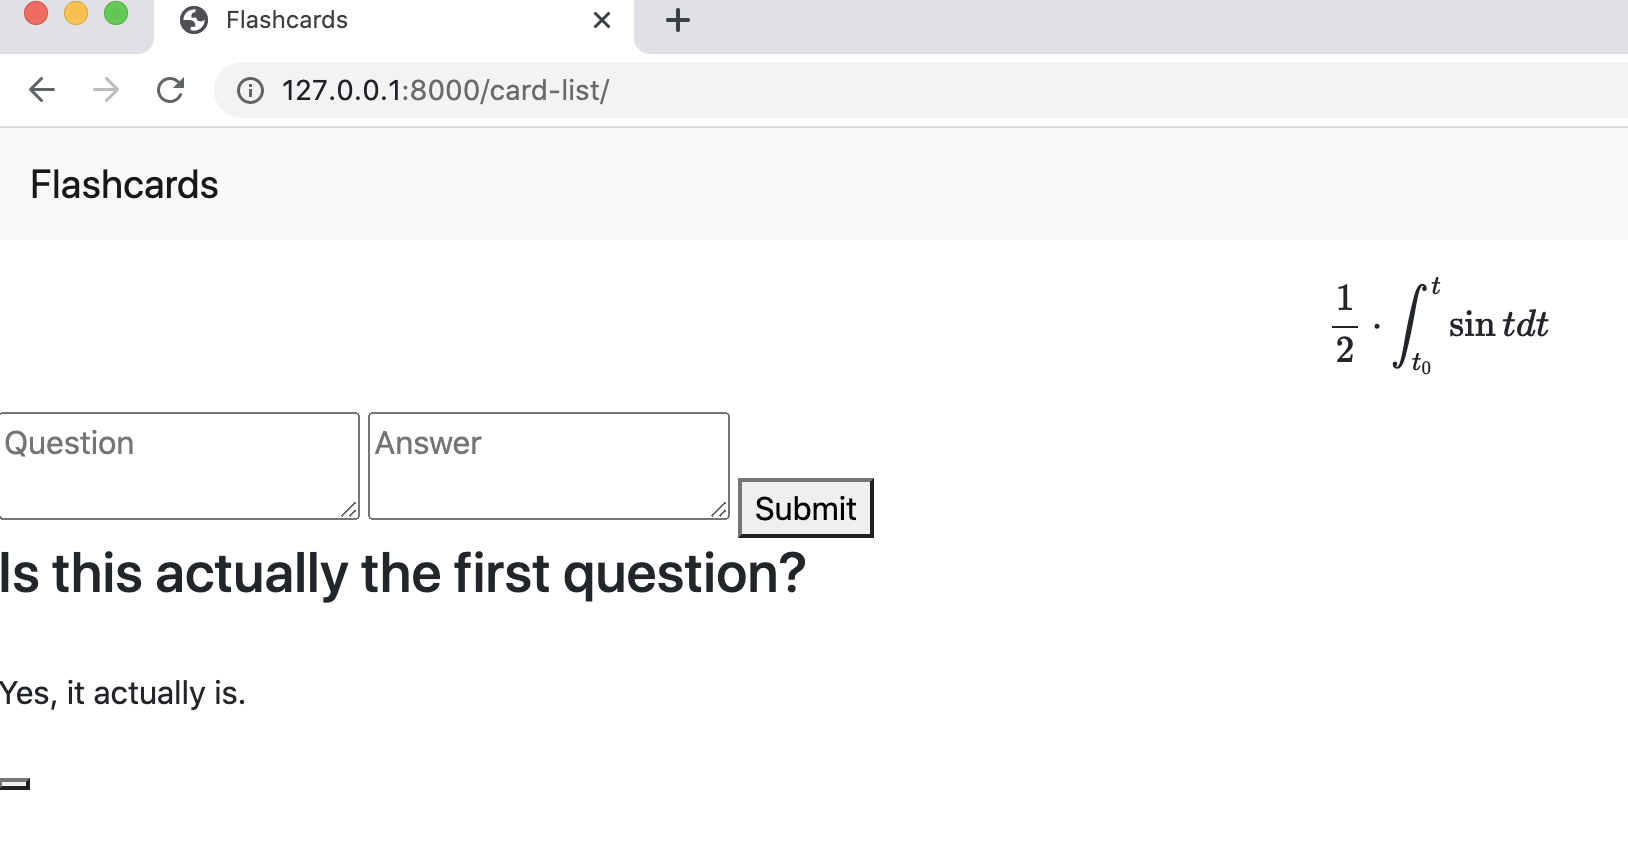 Flashcards
127.0.0.1:8000/card-list/
Flashcards
\frac{1}{2} \cdot \int_{t_0}^{t} \sin tdt
Question Answer
Submit
Is this actually the first question?
Yes, it actually is.